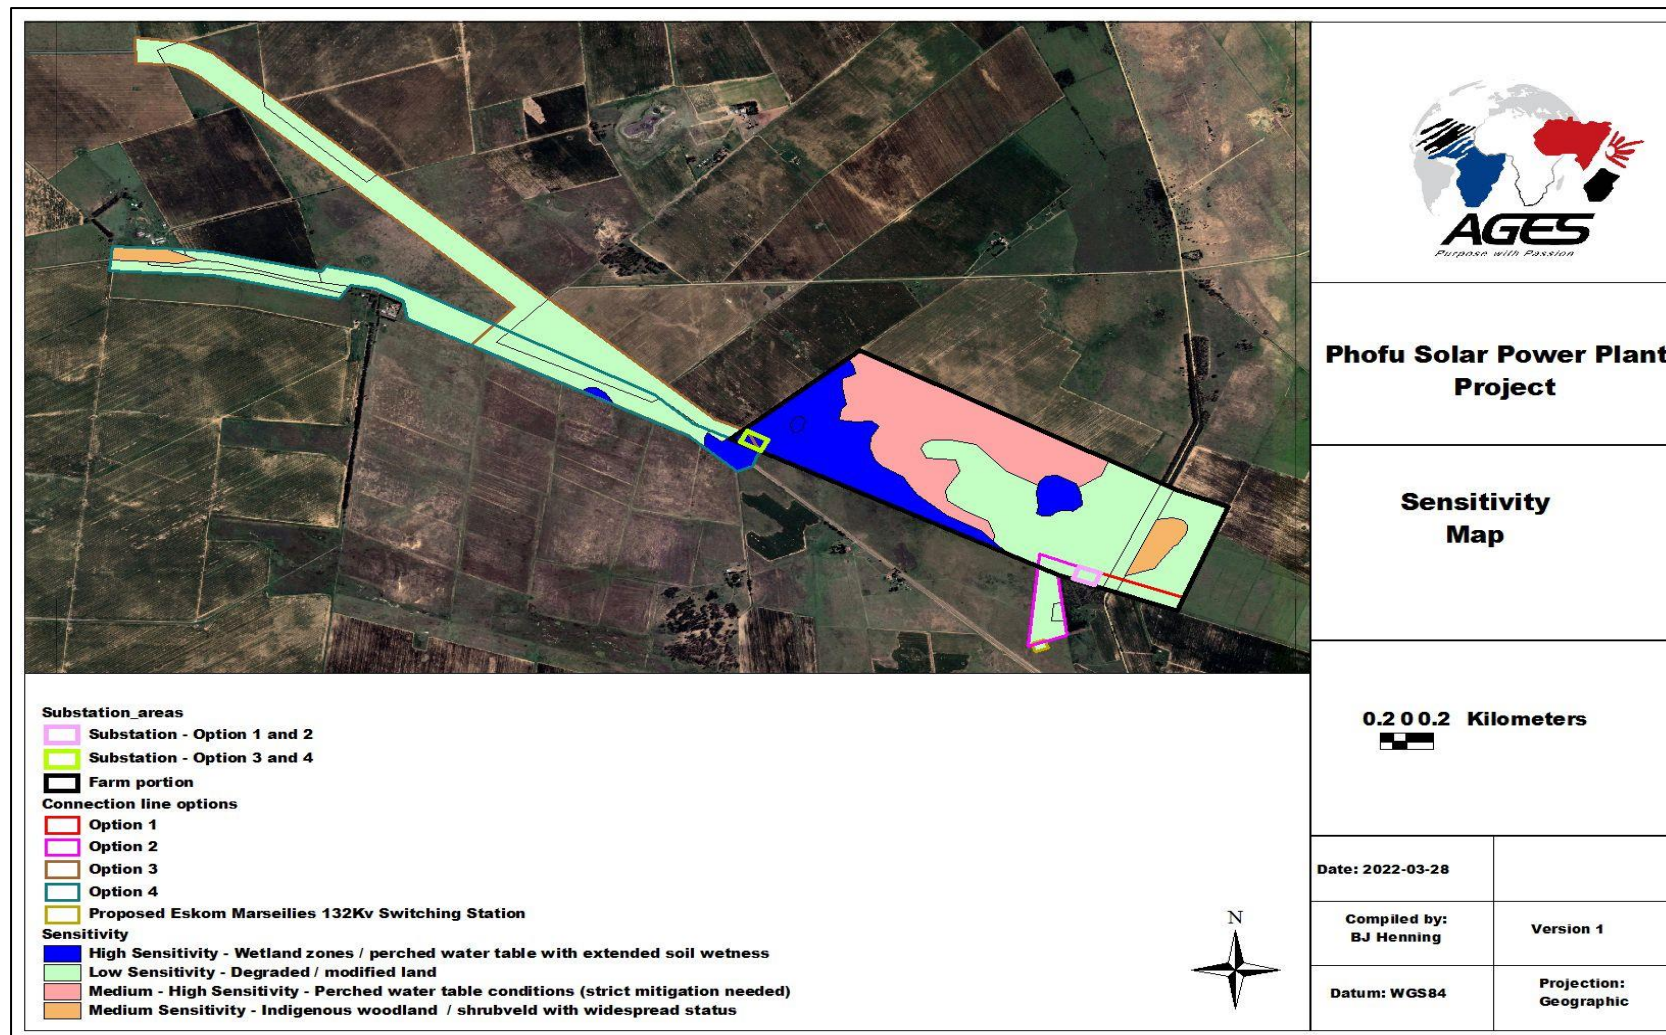 AGES
Purpose with Passion
Phofu Solar Power Plant
Project
Sensitivity
Map
0.2 0 0.2 Kilometers
Date: 2022-03-28
Compiled by:
BJ Henning
Version 1
Datum: WGS84
Projection:
Geographic
Substation_areas
Substation - Option 1 and 2
Substation - Option 3 and 4
Farm portion
Connection line options
Option 1
Option 2
Option 3
Option 4
Proposed Eskom Marseilies 132Kv Switching Station
Sensitivity
High Sensitivity - Wetland zones / perched water table with extended soil wetness
Low Sensitivity - Degraded / modified land
Medium - High Sensitivity - Perched water table conditions (strict mitigation needed)
Medium Sensitivity - Indigenous woodland / shrubveld with widespread status
N